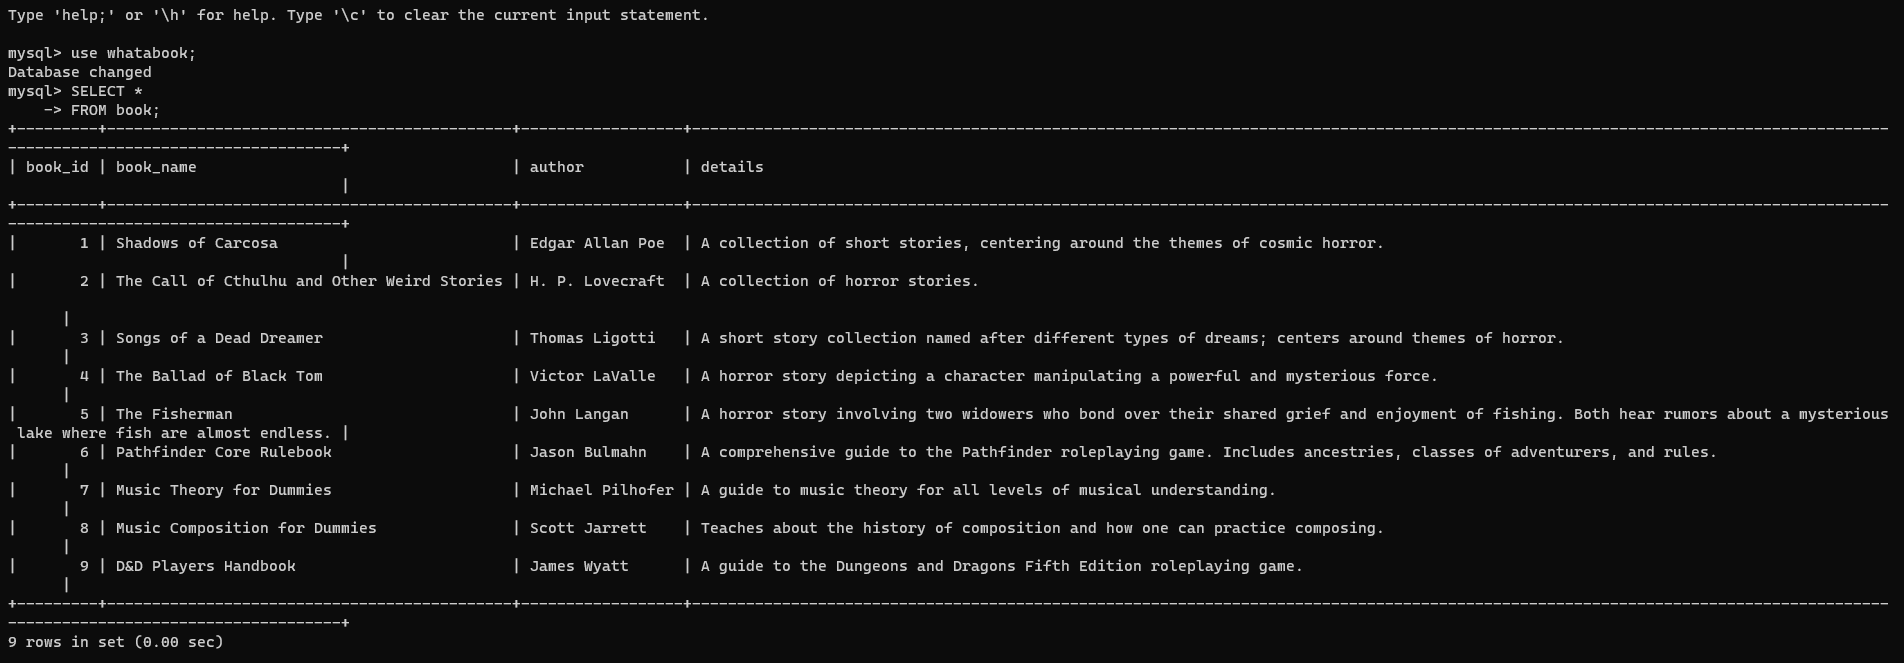 Type 'help;' or '\h' for help. Type '\c' to clear the current input statement.
mysql> use whatabook;
Database changed
mysql> SELECT *
    -> FROM book;
+---------+---------------------------------------------+------------------+-------------------------------------------------------------------------------------------------------------------------------------
-------------------------------------+
| book_id | book_name                                   | author           | details
                                     |
+---------+---------------------------------------------+------------------+-------------------------------------------------------------------------------------------------------------------------------------
-------------------------------------+
|       1 | Shadows of Carcosa                          | Edgar Allan Poe  | A collection of short stories, centering around the themes of cosmic horror.
                                     |
|       2 | The Call of Cthulhu and Other Weird Stories | H. P. Lovecraft  | A collection of horror stories.
      |
|       3 | Songs of a Dead Dreamer                     | Thomas Ligotti   | A short story collection named after different types of dreams; centers around themes of horror.
      |
|       4 | The Ballad of Black Tom                     | Victor LaValle   | A horror story depicting a character manipulating a powerful and mysterious force.
      |
|       5 | The Fisherman                               | John Langan      | A horror story involving two widowers who bond over their shared grief and enjoyment of fishing. Both hear rumors about a mysterious
 lake where fish are almost endless. |
|       6 | Pathfinder Core Rulebook                    | Jason Bulmahn    | A comprehensive guide to the Pathfinder roleplaying game. Includes ancestries, classes of adventurers, and rules.
      |
|       7 | Music Theory for Dummies                    | Michael Pilhofer | A guide to music theory for all levels of musical understanding.
      |
|       8 | Music Composition for Dummies               | Scott Jarrett    | Teaches about the history of composition and how one can practice composing.
      |
|       9 | D&D Players Handbook                        | James Wyatt      | A guide to the Dungeons and Dragons Fifth Edition roleplaying game.
      |
+---------+---------------------------------------------+------------------+-------------------------------------------------------------------------------------------------------------------------------------
-------------------------------------+
9 rows in set (0.00 sec)